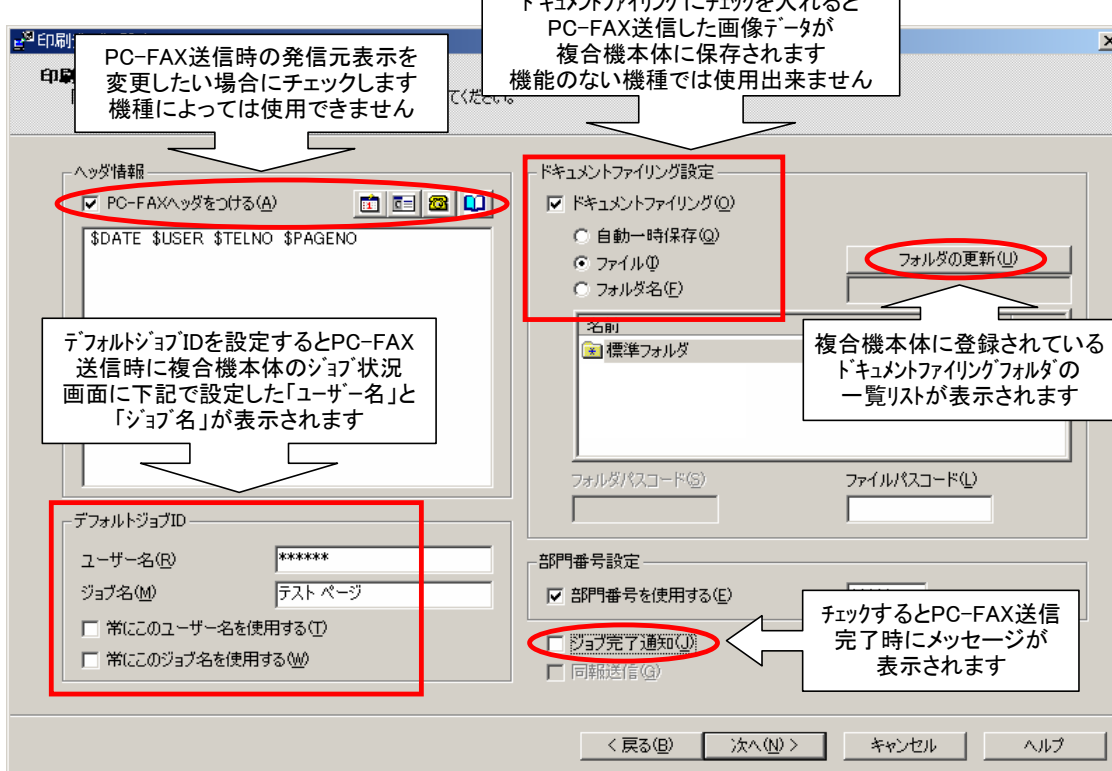 ﾄﾞｷｭﾒﾝﾄﾌｧｲﾘﾝｸﾞにﾁｪｯｸを入れると
PC-FAX送信した画像ﾃﾞｰﾀが
複合機本体に保存されます
機能のない機種では使用出来ません
PC-FAX送信時の発信元表示を
変更したい場合にチェックします
機種によっては使用できません
印刷
てください。
ヘッダ情報
PC-FAXヘッダをつける(A)
$DATE $USER $TELNO $PAGENO
ﾃﾞﾌｫﾙﾄｼﾞｮﾌﾞIDを設定するとPC-FAX
送信時に複合機本体のｼﾞｮﾌﾞ状況
画面に下記で設定した「ﾕｰｻﾞｰ名」と
「ｼﾞｮﾌﾞ名」が表示されます
デフォルトジョブID
ユーザー名(R)
******
ジョブ名(M)
テスト ページ
常にこのユーザー名を使用する(T)
常にこのジョブ名を使用する(W)
ドキュメントファイリング設定
ドキュメントファイリング(O)
自動一時保存(Q)
ファイル(I)
フォルダ名(F)
フォルダの更新(U)
名前
標準フォルダ
複合機本体に登録されている
ﾄﾞｷｭﾒﾝﾄﾌｧｲﾘﾝｸﾞﾌｫﾙﾀﾞの
一覧ﾘｽﾄが表示されます
フォルダパスコード(S)
ファイルパスコード(L)
部門番号設定
部門番号を使用する(E)
ジョブ完了通知(J)
同報送信(G)
ﾁｪｯｸするとPC-FAX送信
完了時にメッセージが
表示されます
< 戻る(B)
次へ(N) >
キャンセル
ヘルプ